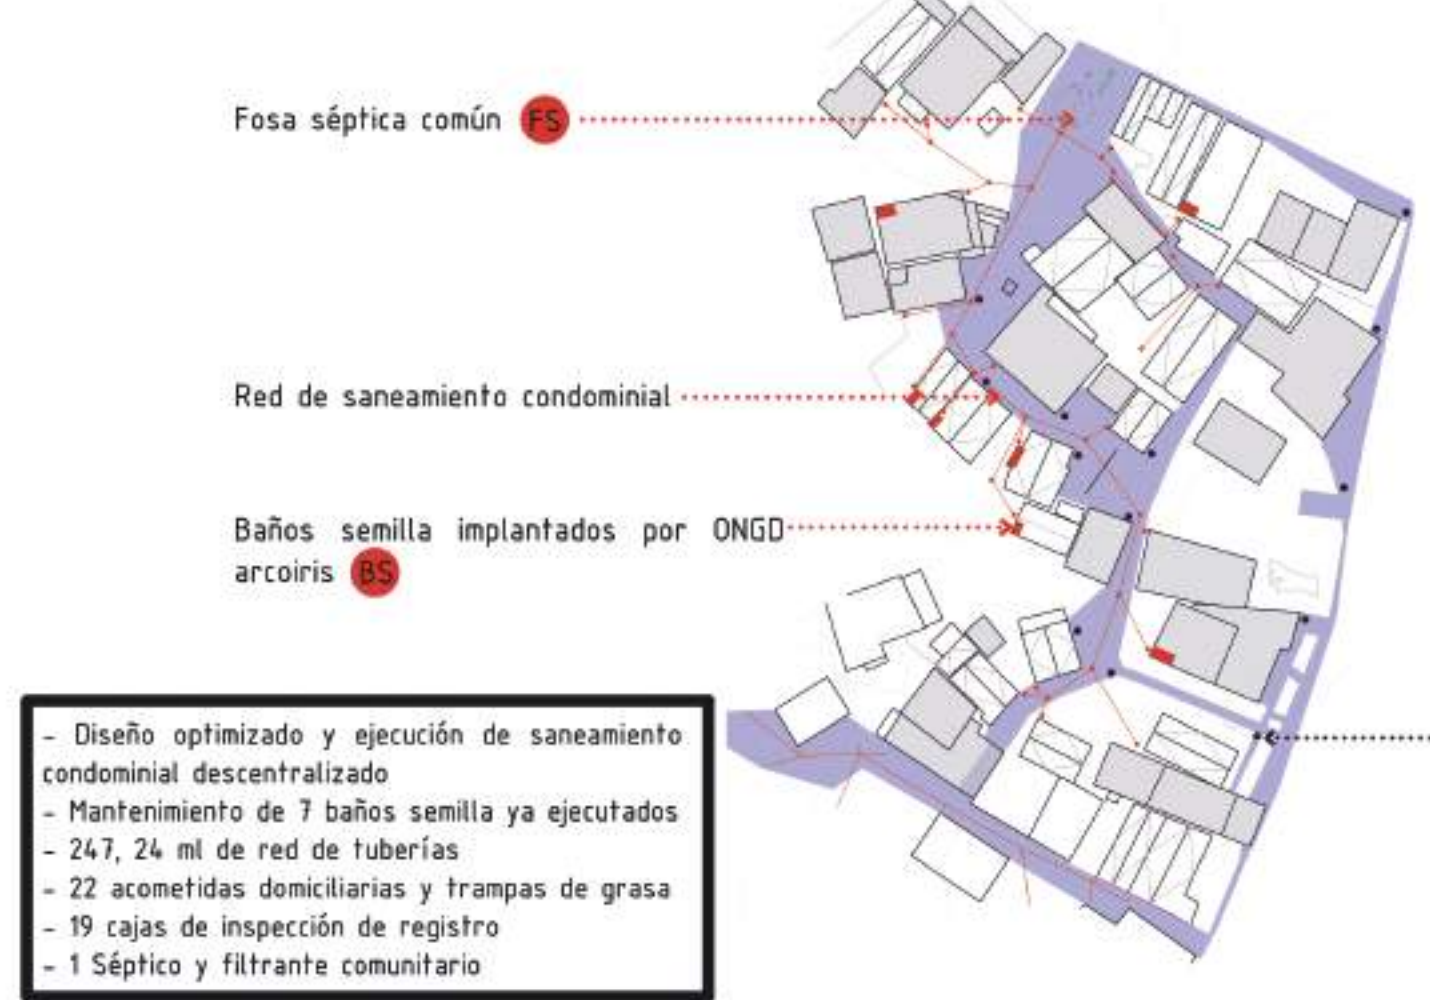 Fosa séptica común FS
Red de saneamiento condominial
Baños semilla implantados por ONGD
arcoiris BS
- Diseño optimizado y ejecución de saneamiento
condominial descentralizado
- Mantenimiento de 7 baños semilla ya ejecutados
- 247, 24 ml de red de tuberías
- 22 acometidas domiciliarias y trampas de grasa
- 19 cajas de inspección de registro
- 1 Séptico y filtrante comunitario